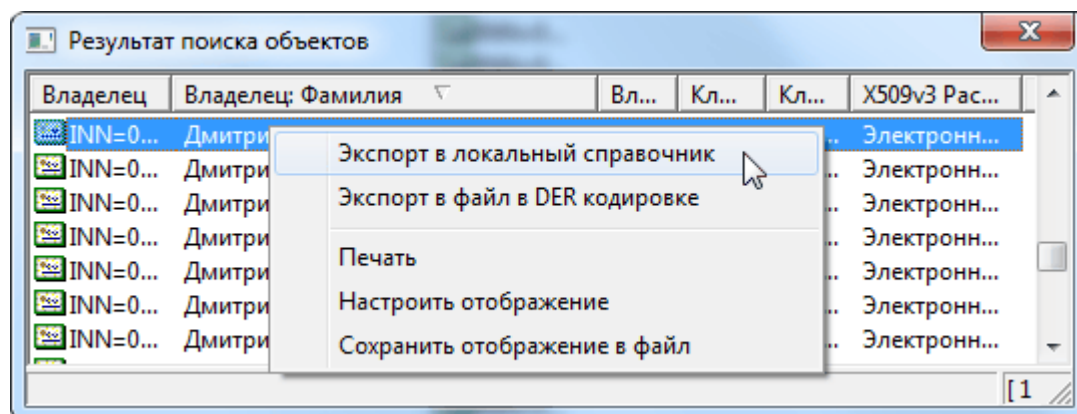 Результат поиска объектов
Владелец Владелец: Фамилия Вл... Кл... Кл... X509v3 Рас...
INN=0... Дмитри .. Электронн...
INN=0... Дмитри .. Электронн...
INN=0... Дмитри .. Электронн...
INN=0... Дмитри .. Электронн...
INN=0... Дмитри .. Электронн...
INN=0... Дмитри .. Электронн...
INN=0... Дмитри .. Электронн...
Экспорт в локальный справочник
Экспорт в файл в DER кодировке
Печать
Настроить отображение
Сохранить отображение в файл
[ 1